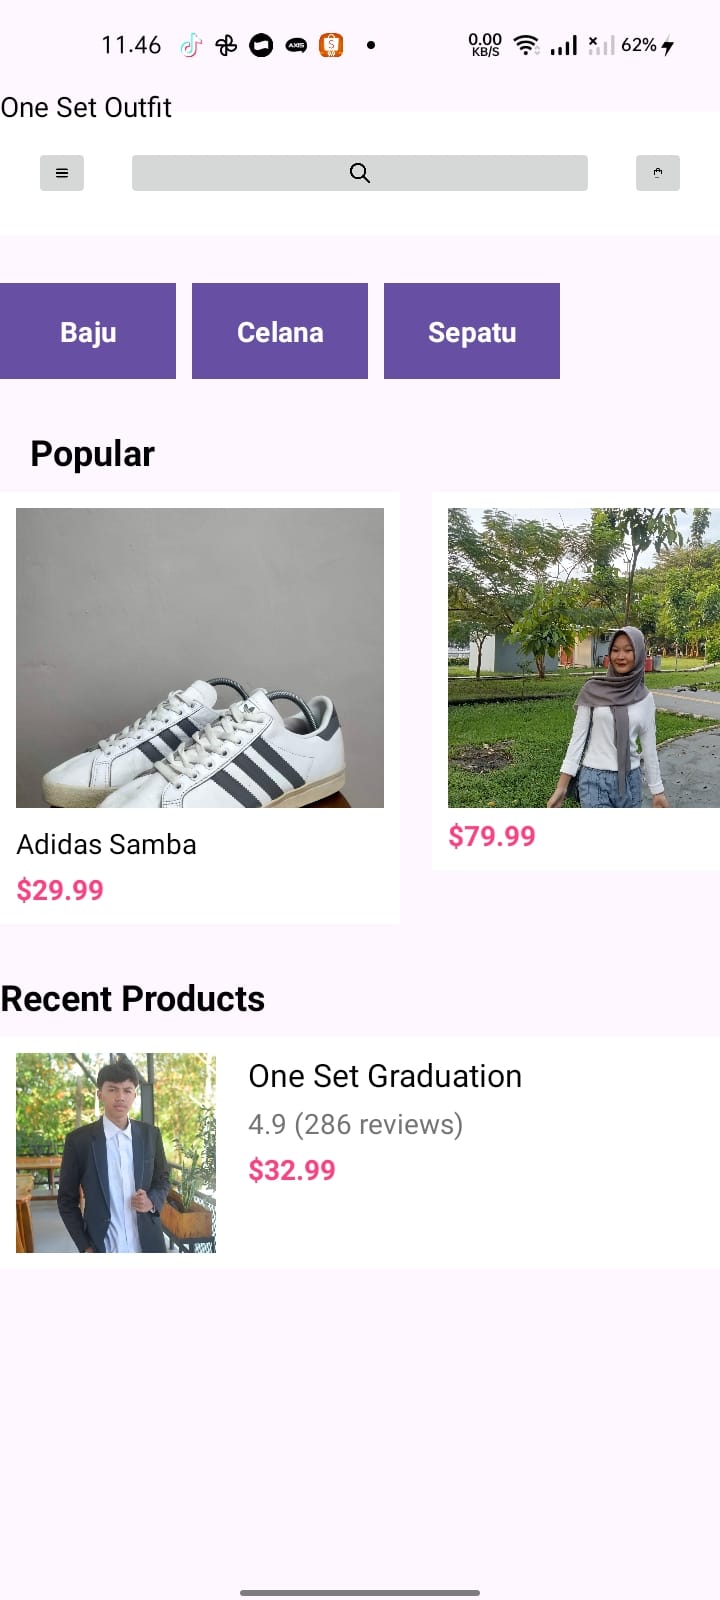 11.46 AXIS 0.00 KB/S 62%
One Set Outfit
Baju Celana Sepatu
Popular
Adidas Samba
$29.99
$79.99
Recent Products
One Set Graduation
4.9 (286 reviews)
$32.99